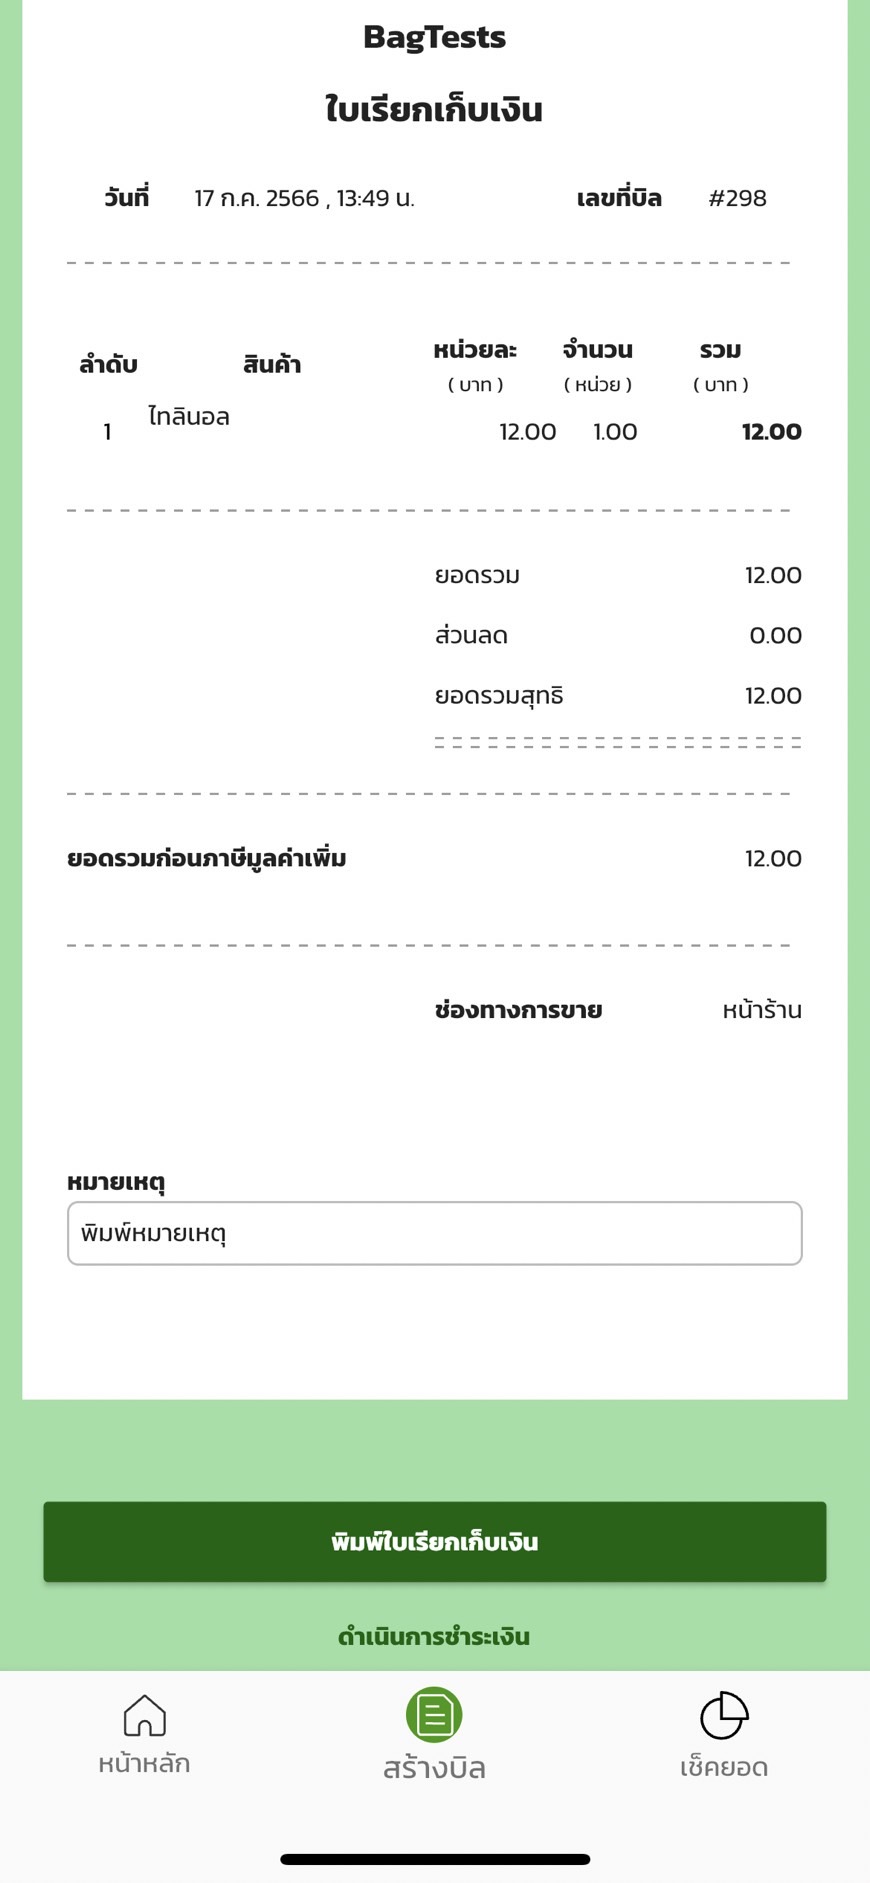 BagTests
ใบเรียกเก็บเงิน
วันที่ 17 ก.ค. 2566 , 13:49 น. เลขที่บิล #298
ลำดับ สินค้า หน่วยละ จำนวน รวม
( บาท ) ( หน่วย ) ( บาท )
1 ไทลินอล 12.00 1.00 12.00
ยอดรวม 12.00
ส่วนลด 0.00
ยอดรวมสุทธิ 12.00
ยอดรวมก่อนภาษีมูลค่าเพิ่ม 12.00
ช่องทางการขาย หน้าร้าน
หมายเหตุ
พิมพ์หมายเหตุ
พิมพ์ใบเรียกเก็บเงิน
ดำเนินการชำระเงิน
หน้าหลัก สร้างบิล เช็คยอด